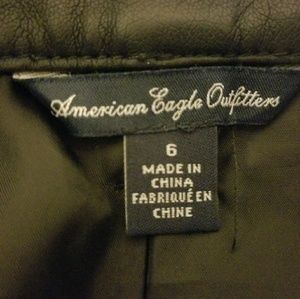 American Eagle Outfitters
6
MADE IN
CHINA
FABRIQUÉ EN
CHINE